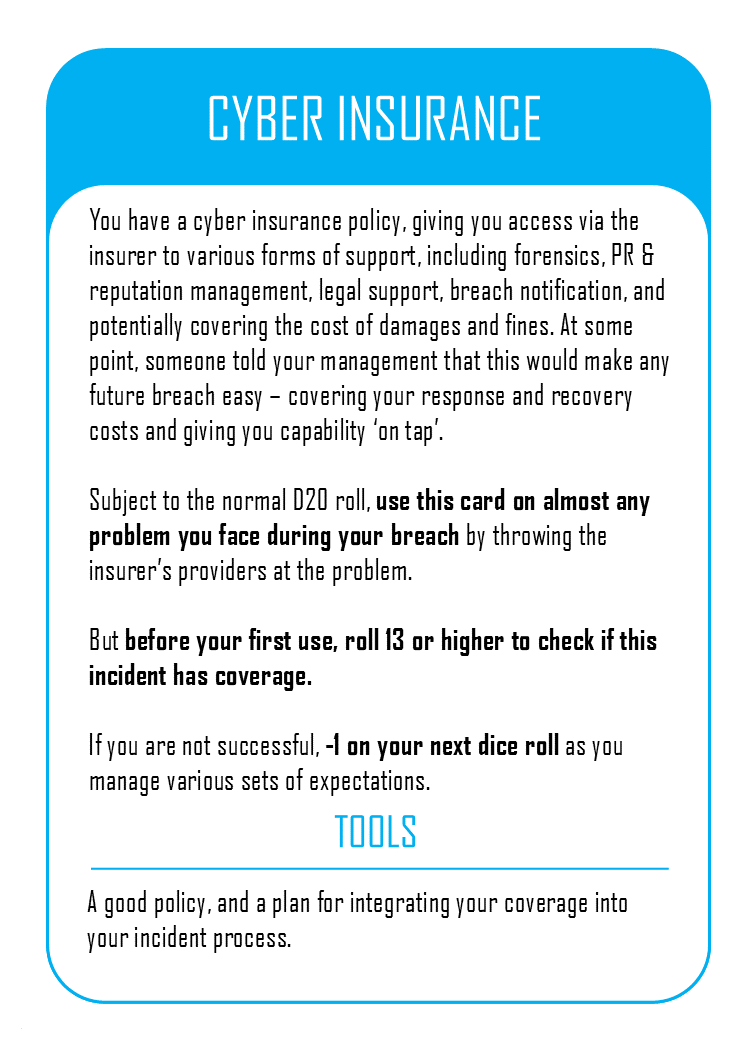 CYBER INSURANCE
You have a cyber insurance policy, giving you access via the
insurer to various forms of support, including forensics, PR &
reputation management, legal support, breach notification, and
potentially covering the cost of damages and fines. At some
point, someone told your management that this would make any
future breach easy – covering your response and recovery
costs and giving you capability ‘on tap’.
Subject to the normal D20 roll, use this card on almost any
problem you face during your breach by throwing the
insurer’s providers at the problem.
But before your first use, roll 13 or higher to check if this
incident has coverage.
If you are not successful, -1 on your next dice roll as you
manage various sets of expectations.
TOOLS
A good policy, and a plan for integrating your coverage into
your incident process.